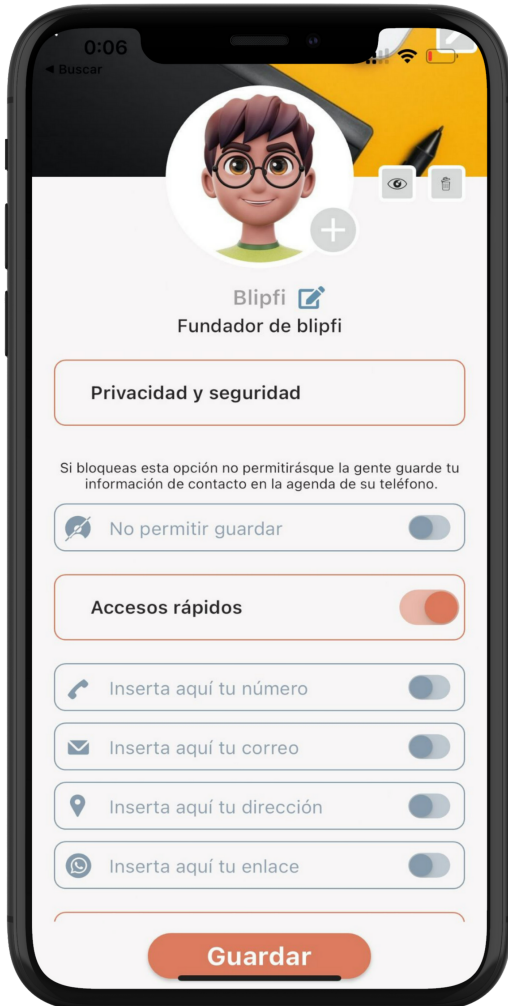 0:06
◀ Buscar
Blipfi
Fundador de blipfi
Privacidad y seguridad
Si bloqueas esta opción no permitirásque la gente guarde tu
información de contacto en la agenda de su teléfono.
No permitir guardar
Accesos rápidos
Inserta aquí tu número
Inserta aquí tu correo
Inserta aquí tu dirección
Inserta aquí tu enlace
Guardar